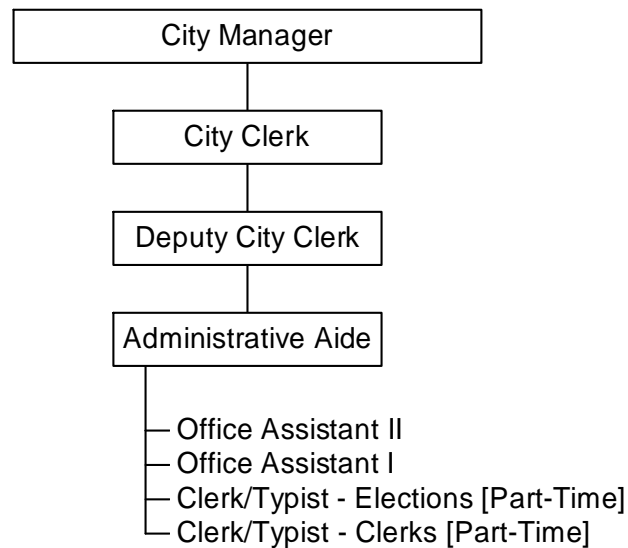 City Manager
City Clerk
Deputy City Clerk
Administrative Aide
Office Assistant II
Office Assistant I
Clerk/Typist - Elections [Part-Time]
Clerk/Typist - Clerks [Part-Time]